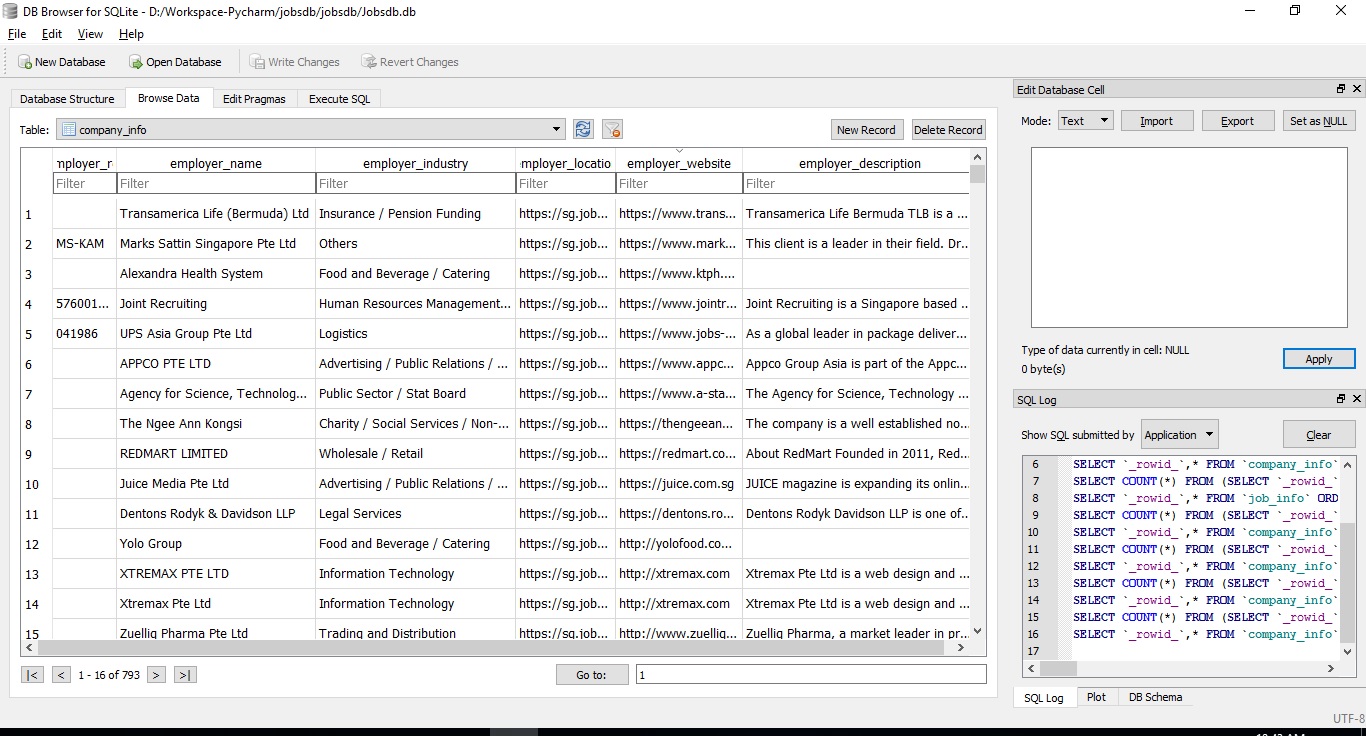 DB Browser for SQLite - D:/Workspace-Pycharm/jobsdb/jobsdb/Jobsdb.db
File Edit View Help
New Database Open Database Write Changes Revert Changes
Database Structure Browse Data Edit Pragmas Execute SQL
Table: company_info New Record Delete Record
mployer_r employer_name employer_industry mployer_locatio employer_website employer_description
Filter Filter Filter Filter Filter Filter
1 Transamerica Life (Bermuda) Ltd Insurance / Pension Funding https://sg.job... https://www.trans... Transamerica Life Bermuda TLB is a ...
2 MS-KAM Marks Sattin Singapore Pte Ltd Others https://sg.job... https://www.mark... This client is a leader in their field. Dr...
3 Alexandra Health System Food and Beverage / Catering https://sg.job... https://www.ktph....
4 576001... Joint Recruiting Human Resources Management... https://sg.job... https://www.jointr... Joint Recruiting is a Singapore based ...
5 041986 UPS Asia Group Pte Ltd Logistics https://sg.job... https://www.jobs-... As a global leader in package deliver...
6 APPCO PTE LTD Advertising / Public Relations / ... https://sg.job... https://www.appc... Appco Group Asia is part of the Appc...
7 Agency for Science, Technolog... Public Sector / Stat Board https://sg.job... https://www.a-sta... The Agency for Science, Technology ...
8 The Ngee Ann Kongsi Charity / Social Services / Non-... https://sg.job... https://thengeean... The company is a well established no...
9 REDMART LIMITED Wholesale / Retail https://sg.job... https://redmart.co... About RedMart Founded in 2011, Red...
10 Juice Media Pte Ltd Advertising / Public Relations / ... https://sg.job... https://juice.com.sg JUICE magazine is expanding its onlin...
11 Dentons Rodyk & Davidson LLP Legal Services https://sg.job... https://dentons.ro... Dentons Rodyk Davidson LLP is one of...
12 Yolo Group Food and Beverage / Catering https://sg.job... http://yolofood.co...
13 XTREMAX PTE LTD Information Technology https://sg.job... http://xtremax.com Xtremax Pte Ltd is a web design and ...
14 Xtremax Pte Ltd Information Technology https://sg.job... http://xtremax.com Xtremax Pte Ltd is a web design and ...
15 Zuellig Pharma Pte Ltd Trading and Distribution https://sg.job... http://www.zuellig... Zuellig Pharma, a market leader in pr...
|< < 1 - 16 of 793 > >| Go to: 1
Edit Database Cell
Mode: Text Import Export Set as NULL
Type of data currently in cell: NULL
0 byte(s)
Apply
SQL Log
Show SQL submitted by Application Clear
6 SELECT `_rowid_`,* FROM `company_info`
7 SELECT COUNT(*) FROM (SELECT `_rowid_`
8 SELECT `_rowid_`,* FROM `job_info` ORD
9 SELECT COUNT(*) FROM (SELECT `_rowid_`
10 SELECT `_rowid_`,* FROM `company_info`
11 SELECT COUNT(*) FROM (SELECT `_rowid_`
12 SELECT `_rowid_`,* FROM `company_info`
13 SELECT COUNT(*) FROM (SELECT `_rowid_`
14 SELECT `_rowid_`,* FROM `company_info`
15 SELECT COUNT(*) FROM (SELECT `_rowid_`
16 SELECT `_rowid_`,* FROM `company_info`
17
SQL Log Plot DB Schema
UTF-8